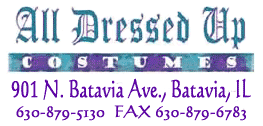 All Dressed Up
COSTUMES
901 N. Batavia Ave., Batavia, IL
630-879-5130 FAX 630-879-6783